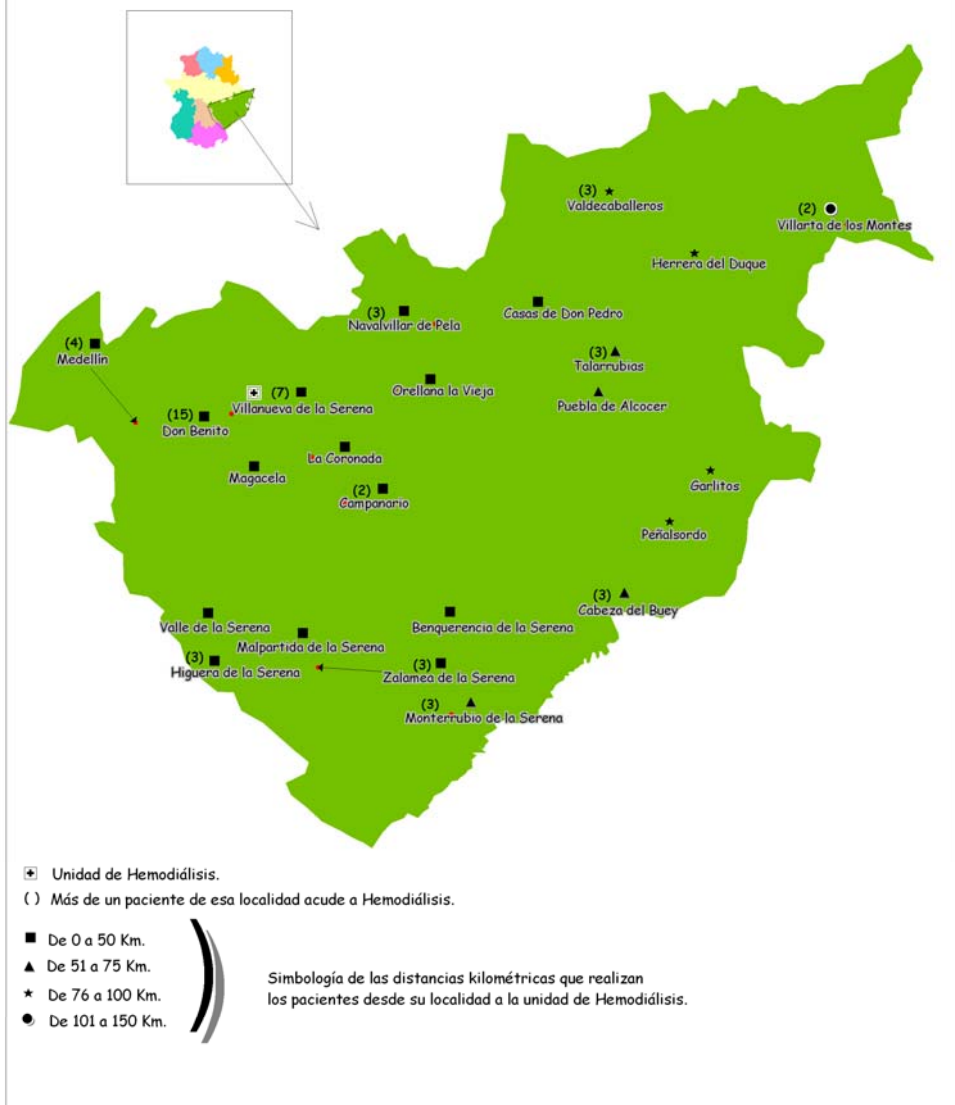 (3)
Valdecaballeros
(2)
Villarta de los Montes
Herrera del Duque
(3)
Navalvillar de Pela
Casas de Don Pedro
(4)
Medellín
(3)
Talarrubias
(7)
Villanueva de la Serena
Orellana la Vieja
Puebla de Alcocer
(15)
Don Benito
La Coronada
Magacela
(2)
Campanario
Garlitos
Peñalsordo
(3)
Cabeza del Buey
Valle de la Serena
Benquerencia de la Serena
Malpartida de la Serena
(3)
Higuera de la Serena
(3)
Zalamea de la Serena
(3)
Monterrubio de la Serena
Unidad de Hemodiálisis.
( ) Más de un paciente de esa localidad acude a Hemodiálisis.
De 0 a 50 Km.
De 51 a 75 Km.
De 76 a 100 Km.
De 101 a 150 Km.
Simbología de las distancias kilométricas que realizan
los pacientes desde su localidad a la unidad de Hemodiálisis.